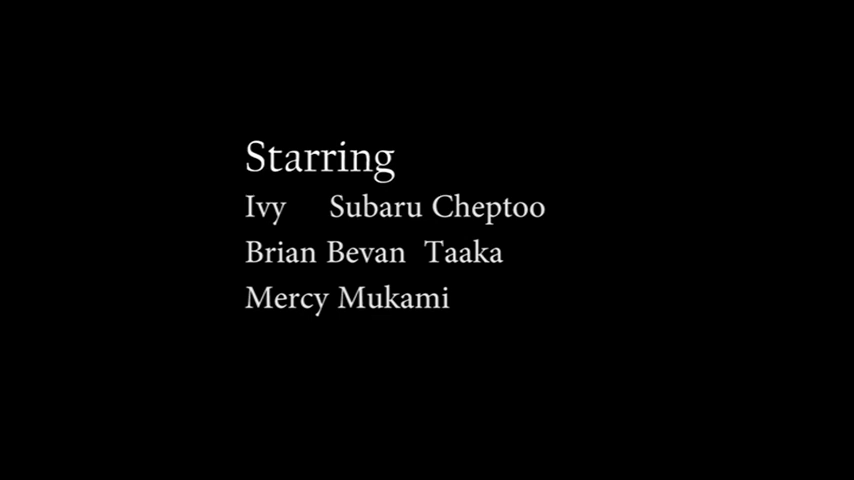 Starring
Ivy Subaru Cheptoo
Brian Bevan Taaka
Mercy Mukami